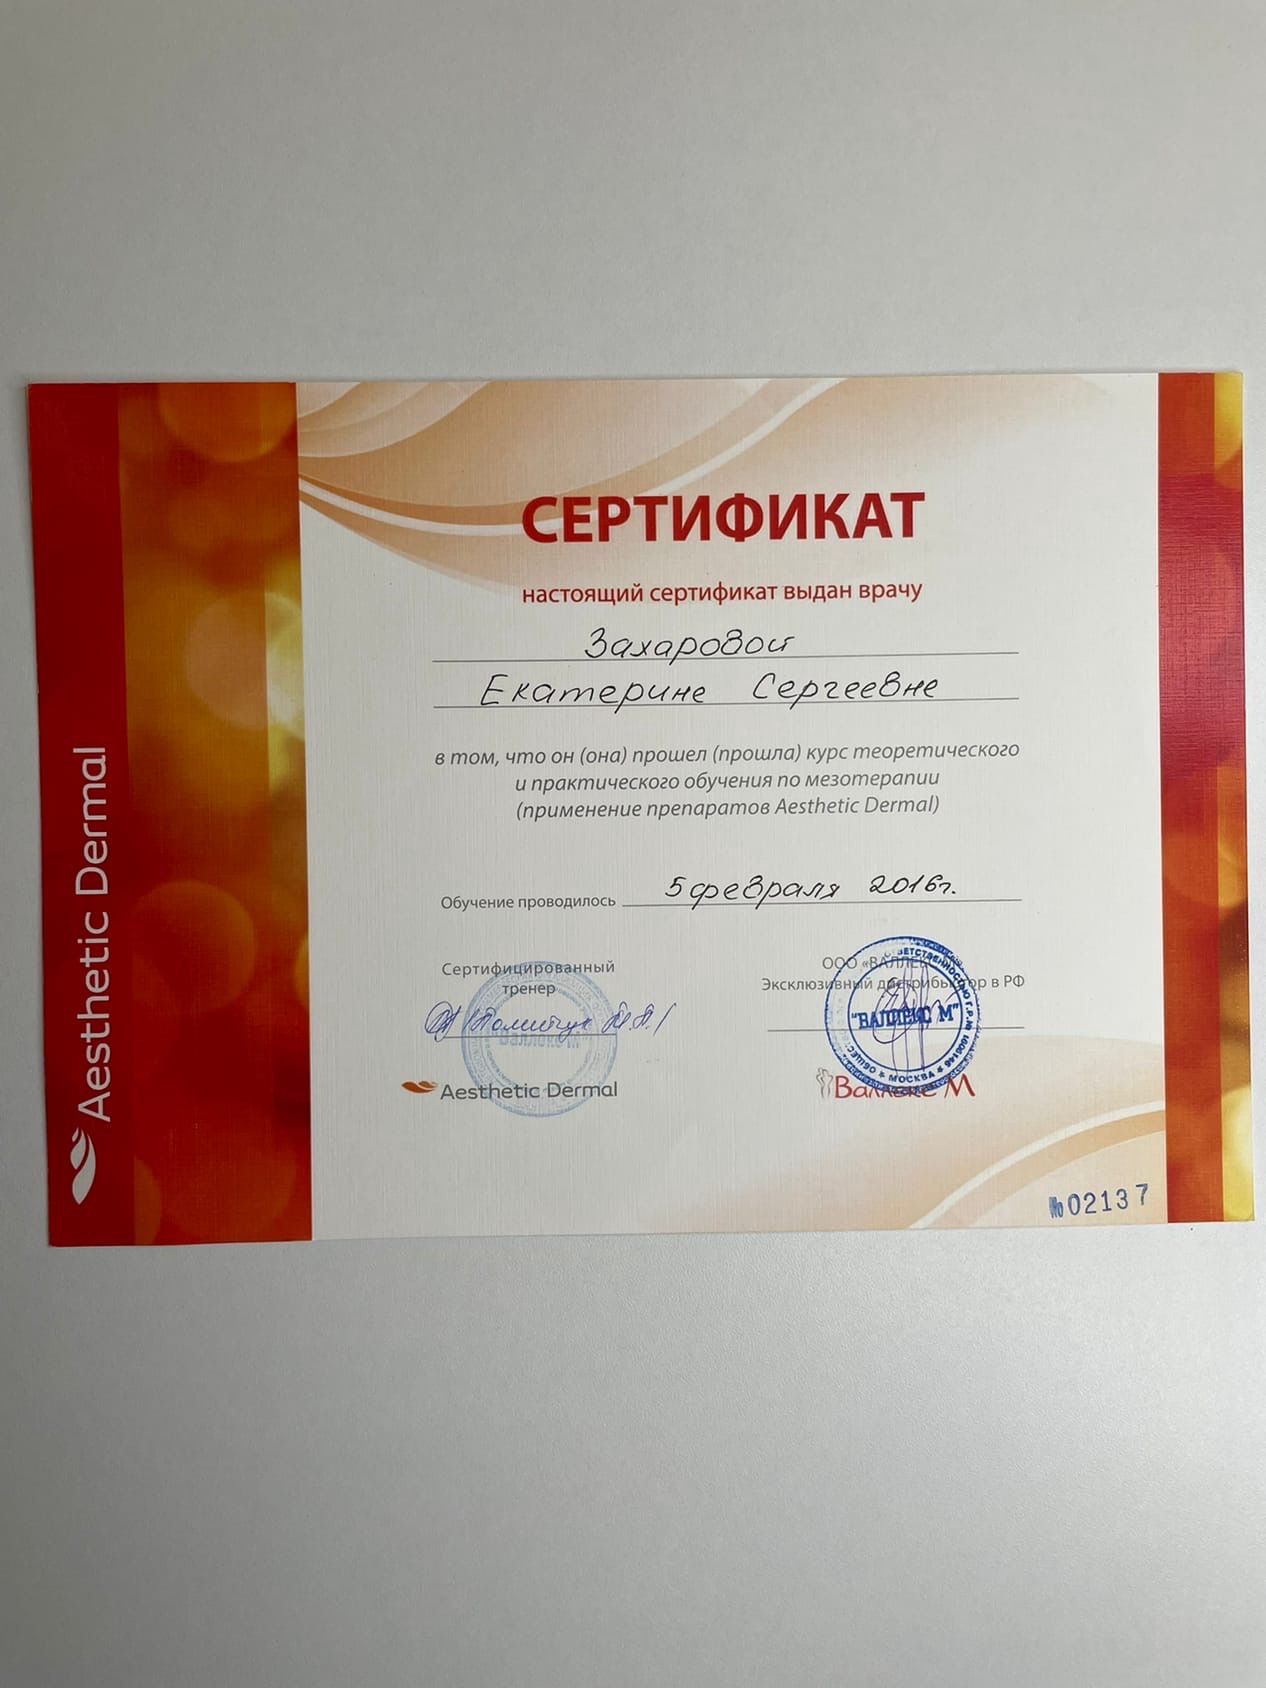 Aesthetic Dermal
СЕРТИФИКАТ
настоящий сертификат выдан врачу
Захаровой
Екатерине Сергеевне
в том, что он (она) прошел (прошла) курс теоретического
и практического обучения по мезотерапии
(применение препаратов Aesthetic Dermal)
Обучение проводилось 5 февраля 2016г.
Сертифицированный
тренер
Aesthetic Dermal
ООО «ВАЛЛЕКС М»
Эксклюзивный дистрибьютор в РФ
"ВАЛЛЕКС М"
МОСКВА
Валлекс М
№02137